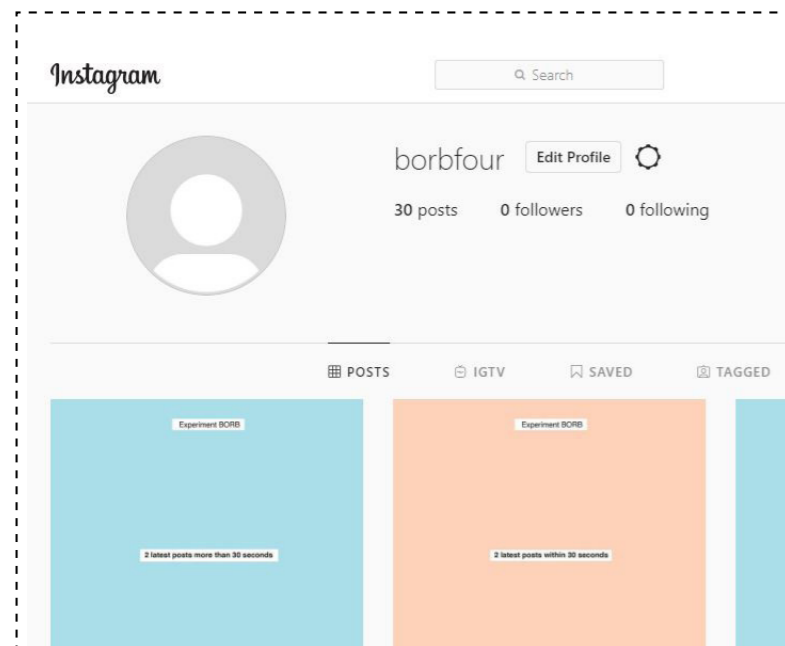 Instagram
Search
borbfour Edit Profile
30 posts 0 followers 0 following
POSTS IGTV SAVED TAGGED
Experiment BORB Experiment BORB
2 latest posts more than 30 seconds 2 latest posts within 30 seconds